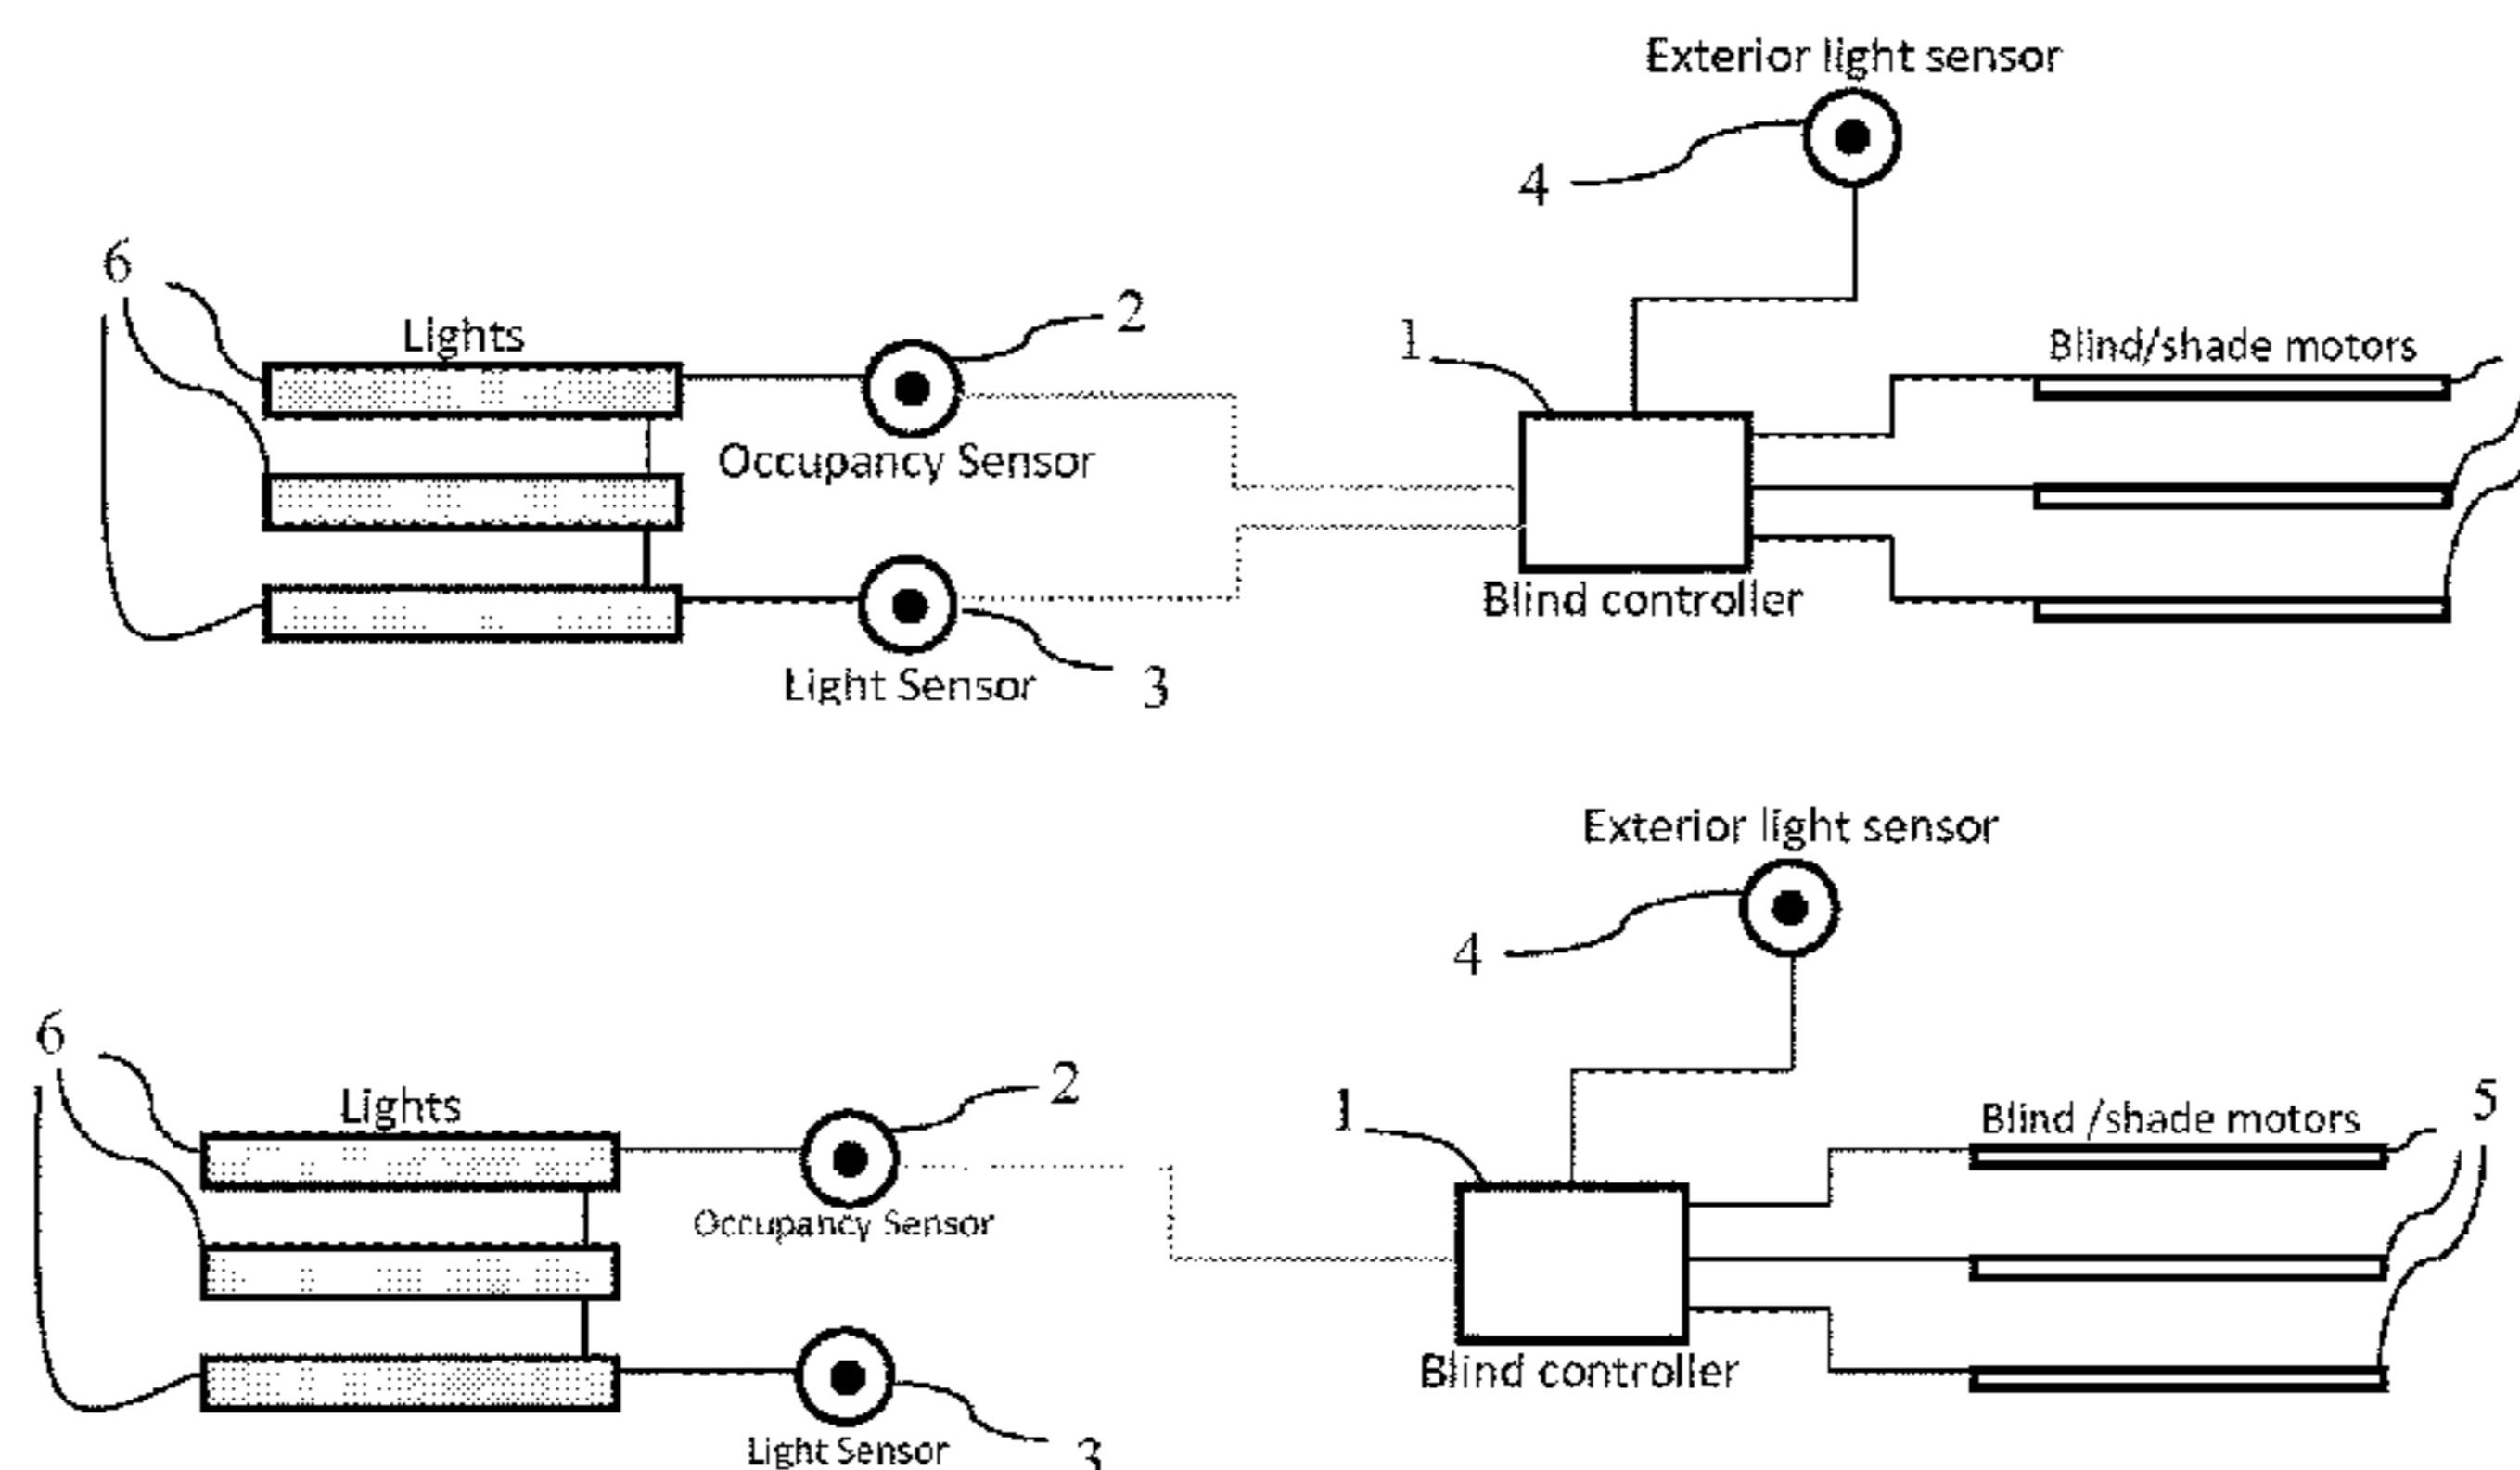 Exterior light sensor
4
6
2
Lights
1
Blind/shade motors
Occupancy Sensor
Blind controller
Light Sensor
3
Exterior light sensor
4
6
2
Lights
1
Blind /shade motors
5
Occupancy Sensor
Blind controller
Light Sensor
3